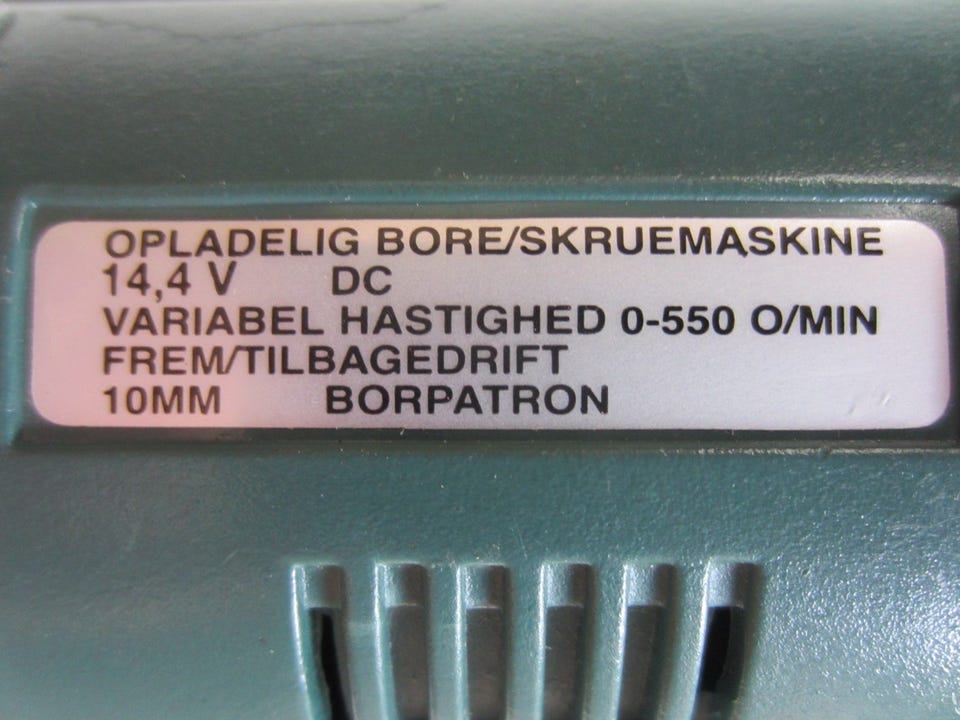 OPLADELIG BORE/SKRUEMASKINE
14,4 V DC
VARIABEL HASTIGHED 0-550 O/MIN
FREM/TILBAGEDRIFT
10MM BORPATRON